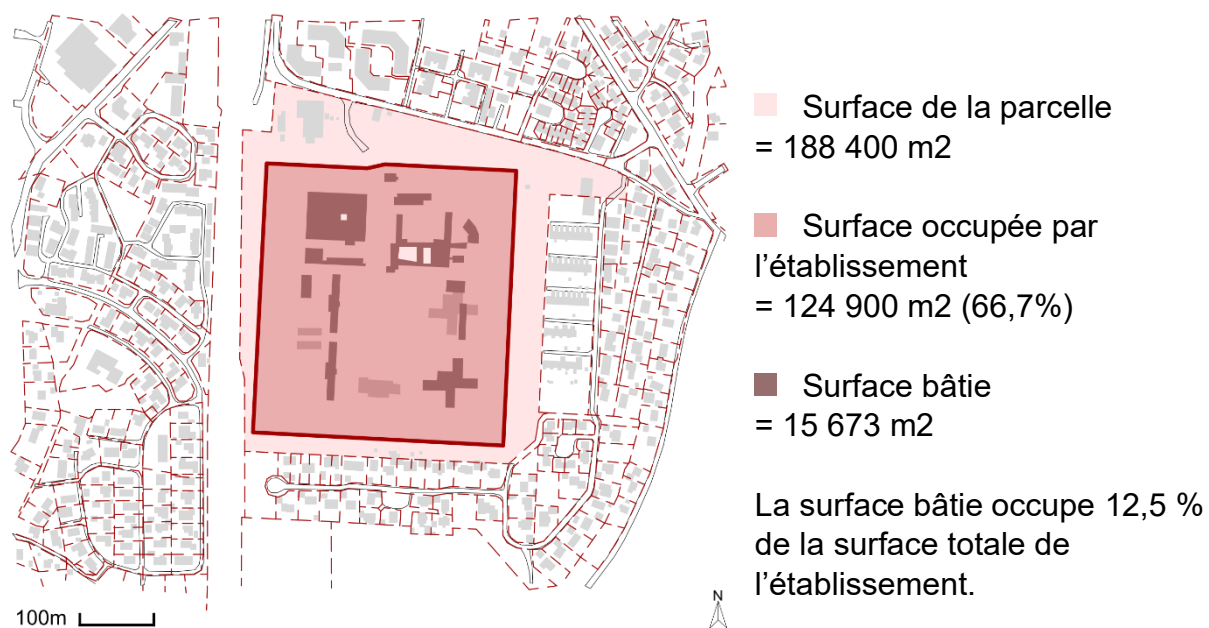 Surface de la parcelle
= 188 400 m2
Surface occupée par
l’établissement
= 124 900 m2 (66,7%)
Surface bâtie
= 15 673 m2
La surface bâtie occupe 12,5 %
de la surface totale de
l’établissement.
100m
N